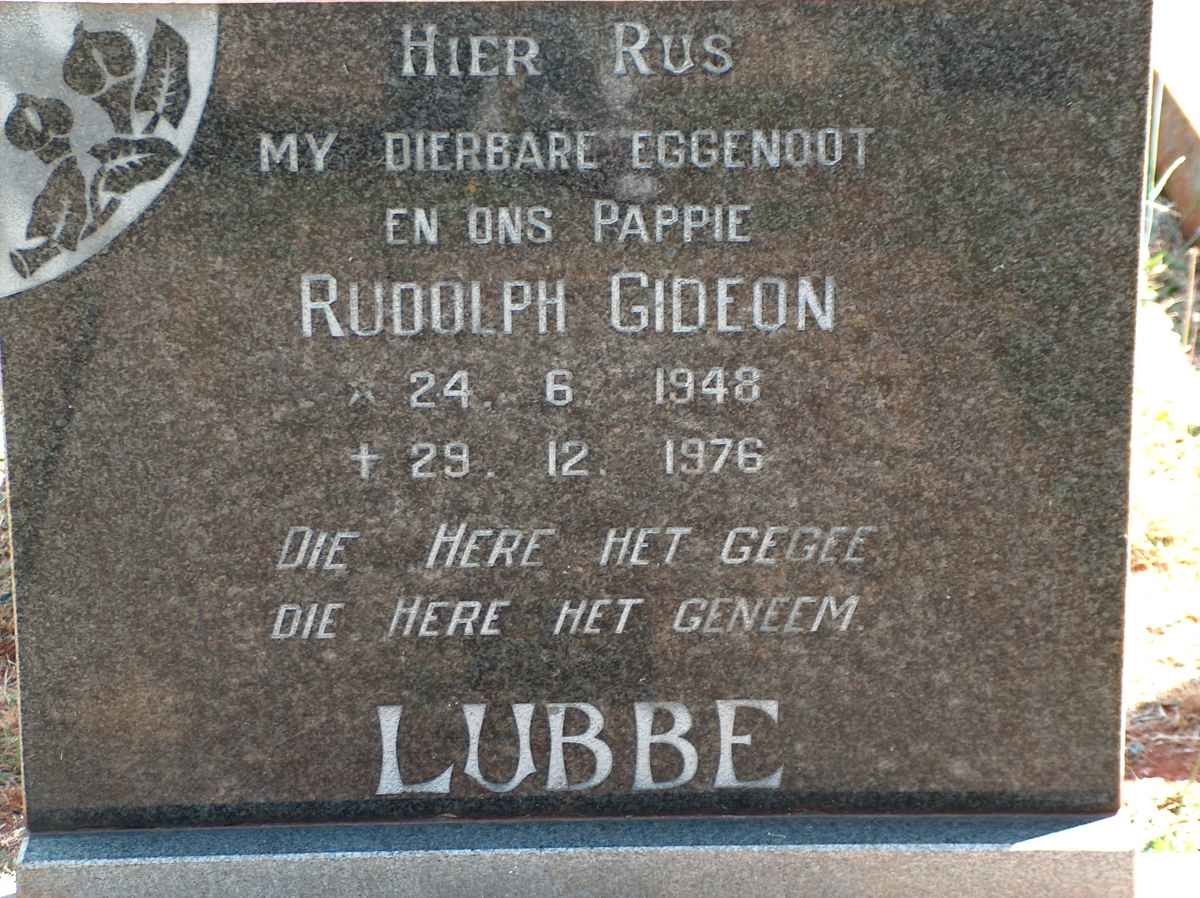 HIER RUS
MY DIERBARE EGGENOOT
EN ONS PAPPIE
RUDOLPH GIDEON
× 24. 6. 1948
† 29. 12. 1976
DIE HERE HET GEGEE
DIE HERE HET GENEEM.
LUBBE